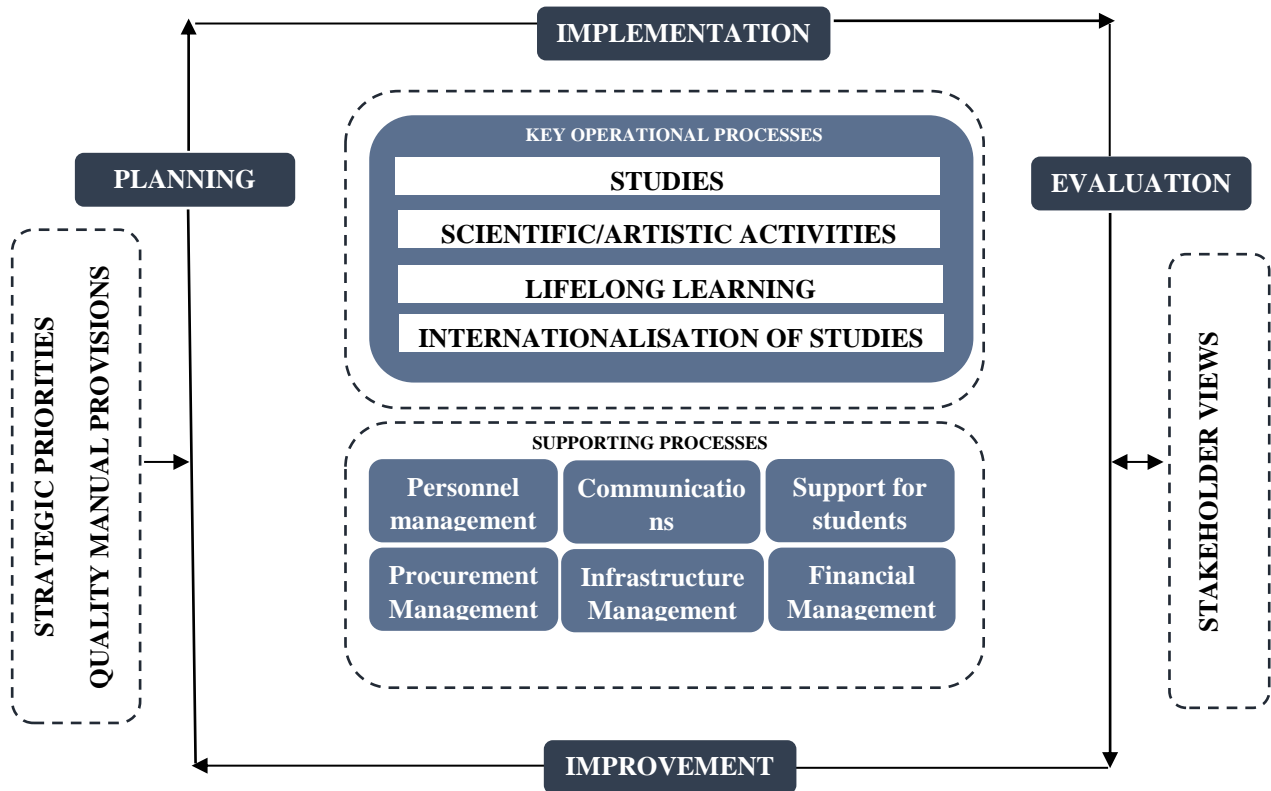 IMPLEMENTATION
KEY OPERATIONAL PROCESSES
PLANNING
STUDIES
EVALUATION
SCIENTIFIC/ARTISTIC ACTIVITIES
LIFELONG LEARNING
INTERNATIONALISATION OF STUDIES
STRATEGIC PRIORITIES
QUALITY MANUAL PROVISIONS
STAKEHOLDER VIEWS
SUPPORTING PROCESSES
Personnel
management
Communicatio
ns
Support for
students
Procurement
Management
Infrastructure
Management
Financial
Management
IMPROVEMENT